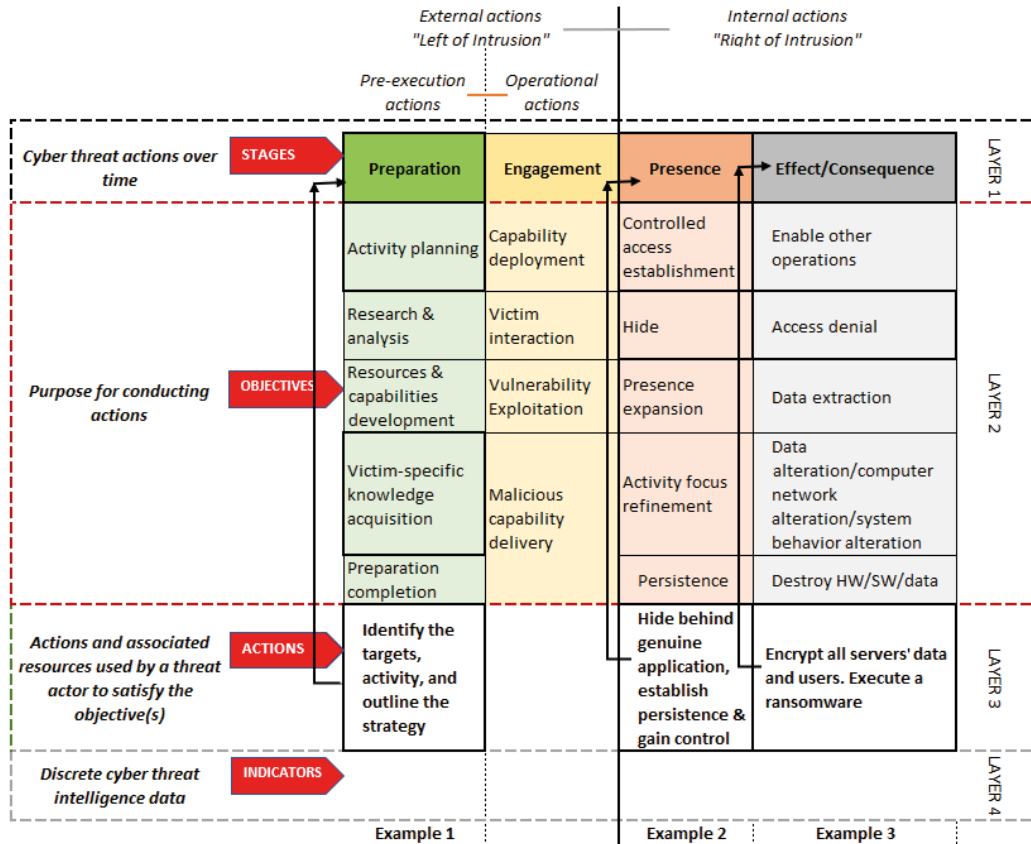 External actions
"Left of Intrusion"
Internal actions
"Right of Intrusion"
Pre-execution
actions
Operational
actions
Cyber threat actions over
time
STAGES
Preparation
Engagement
Presence
Effect/Consequence
LAYER 1
Activity planning
Capability
deployment
Controlled
access
establishment
Enable other
operations
Research &
analysis
Victim
interaction
Hide
Access denial
Purpose for conducting
actions
OBJECTIVES
Resources &
capabilities
development
Vulnerability
Exploitation
Presence
expansion
Data extraction
LAYER 2
Victim-specific
knowledge
acquisition
Malicious
capability
delivery
Activity focus
refinement
Data
alteration/computer
network
alteration/system
behavior alteration
Preparation
completion
Persistence
Destroy HW/SW/data
Actions and associated
resources used by a threat
actor to satisfy the
objective(s)
ACTIONS
Identify the
targets,
activity, and
outline the
strategy
Hide behind
genuine
application,
establish
persistence &
gain control
Encrypt all servers' data
and users. Execute a
ransomware
LAYER 3
Discrete cyber threat
intelligence data
INDICATORS
LAYER 4
Example 1
Example 2
Example 3